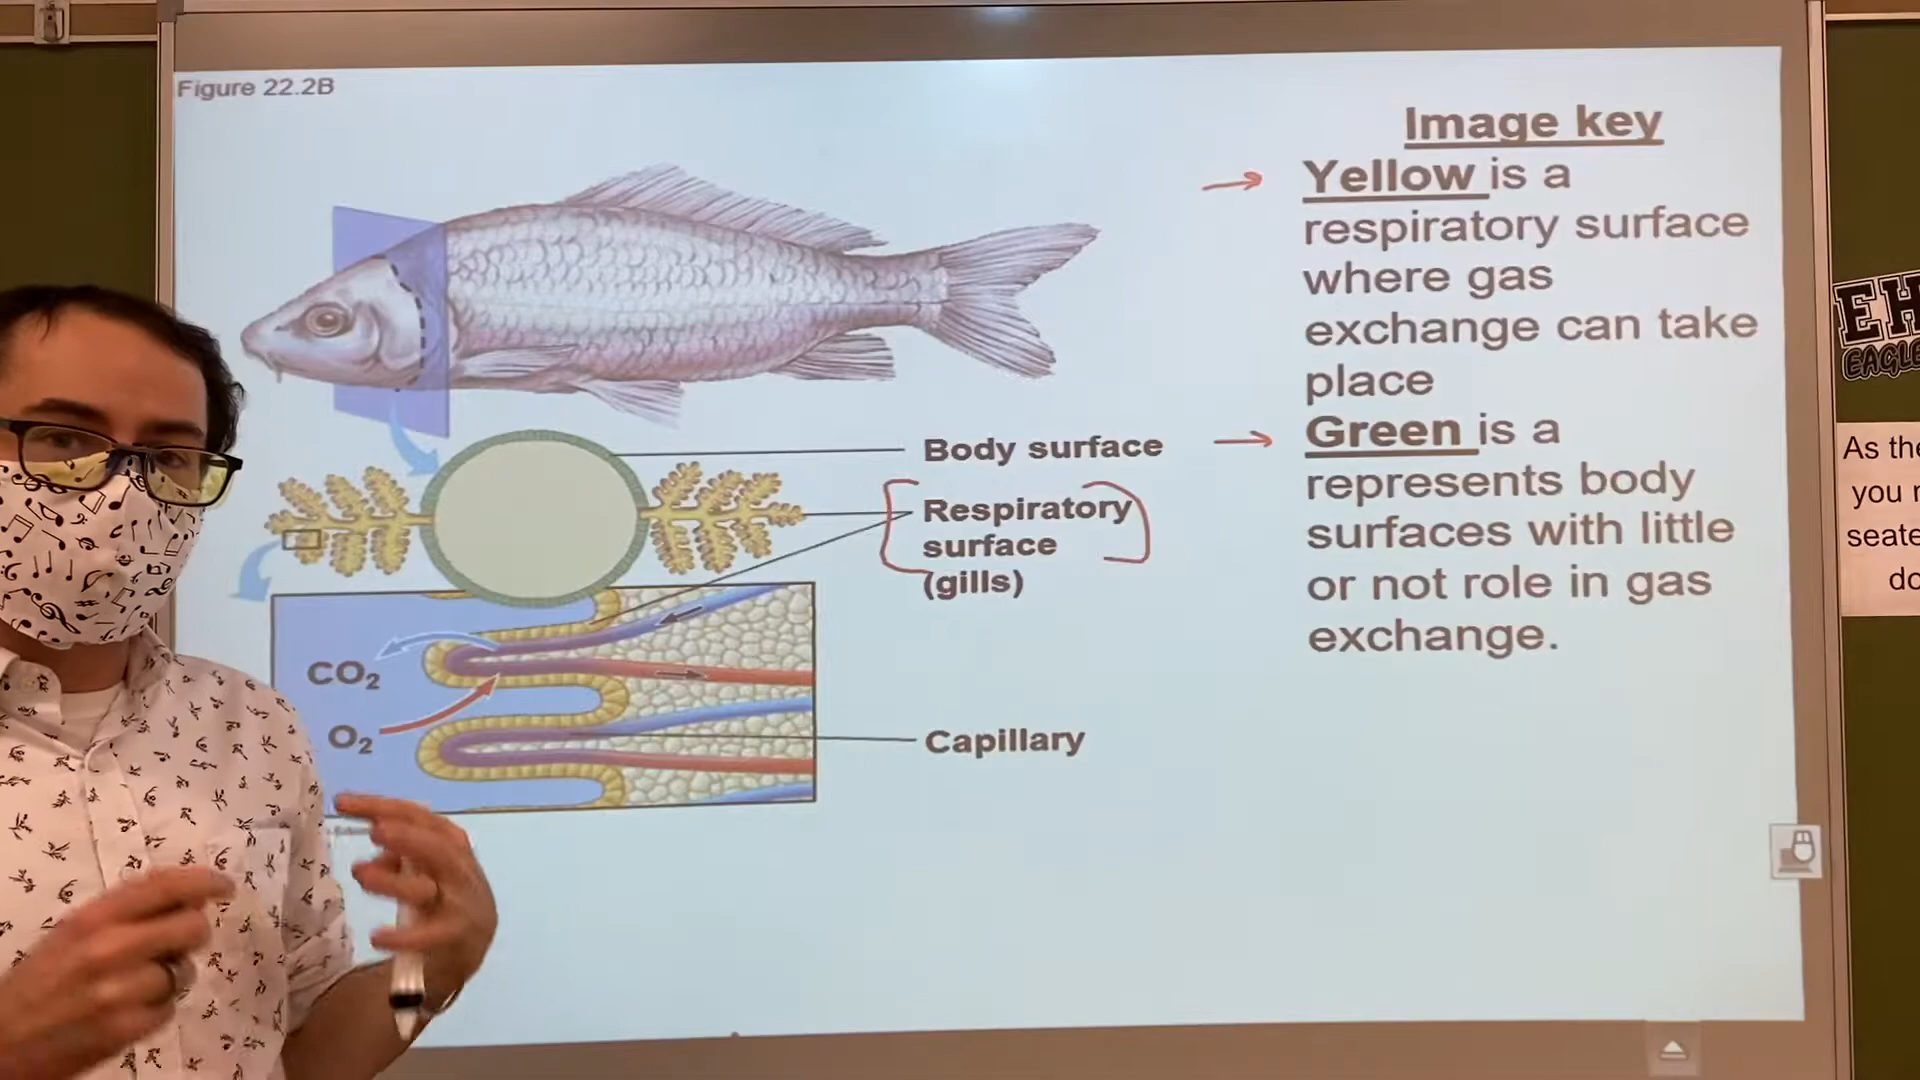 Figure 22.2B
Image key
Yellow is a
respiratory surface
where gas
exchange can take
place
Green is a
represents body
surfaces with little
or not role in gas
exchange.
Body surface
Respiratory
surface
(gills)
CO2
O2
Capillary
EH
EAGLE
As the
you
seate
do